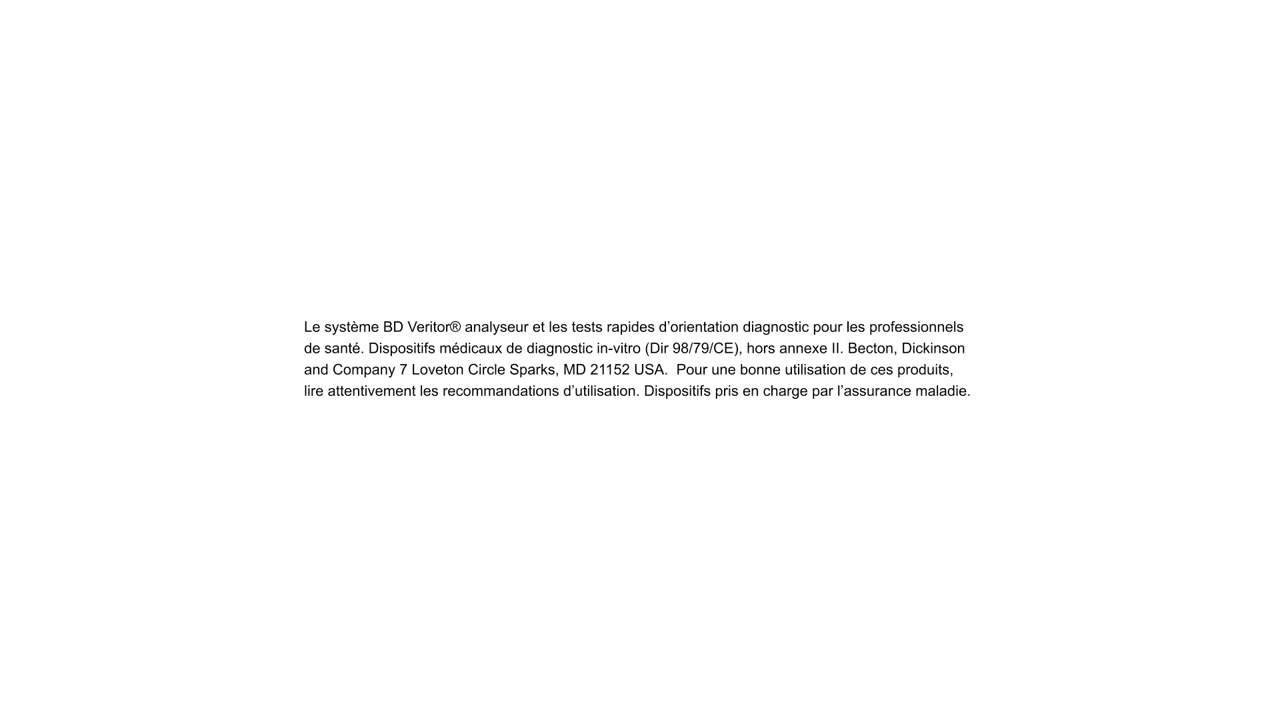 Le système BD Veritor® analyseur et les tests rapides d’orientation diagnostic pour les professionnels
de santé. Dispositifs médicaux de diagnostic in-vitro (Dir 98/79/CE), hors annexe II. Becton, Dickinson
and Company 7 Loveton Circle Sparks, MD 21152 USA.  Pour une bonne utilisation de ces produits,
lire attentivement les recommandations d’utilisation. Dispositifs pris en charge par l’assurance maladie.